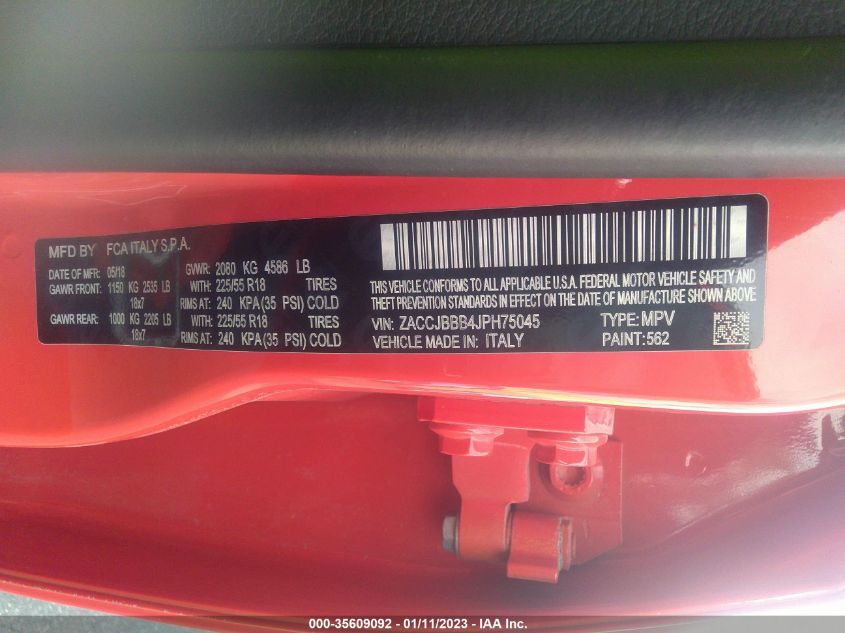 MFD BY FCA ITALY S.P.A.
DATE OF MFR: 05/18 GVWR: 2080 KG 4586 LB
GAWR FRONT: 1150 KG 2535 LB WITH: 225/55 R18 TIRES
18x7 RIMS AT: 240 KPA(35 PSI) COLD
GAWR REAR: 1000 KG 2205 LB WITH: 225/55 R18 TIRES
18x7 RIMS AT: 240 KPA(35 PSI) COLD
THIS VEHICLE CONFORMS TO ALL APPLICABLE U.S.A. FEDERAL MOTOR VEHICLE SAFETY AND
THEFT PREVENTION STANDARDS IN EFFECT ON THE DATE OF MANUFACTURE SHOWN ABOVE.
VIN: ZACCJBBB4JPH75045 TYPE: MPV
VEHICLE MADE IN: ITALY PAINT: 562
000-35609092 - 01/11/2023 - IAA Inc.